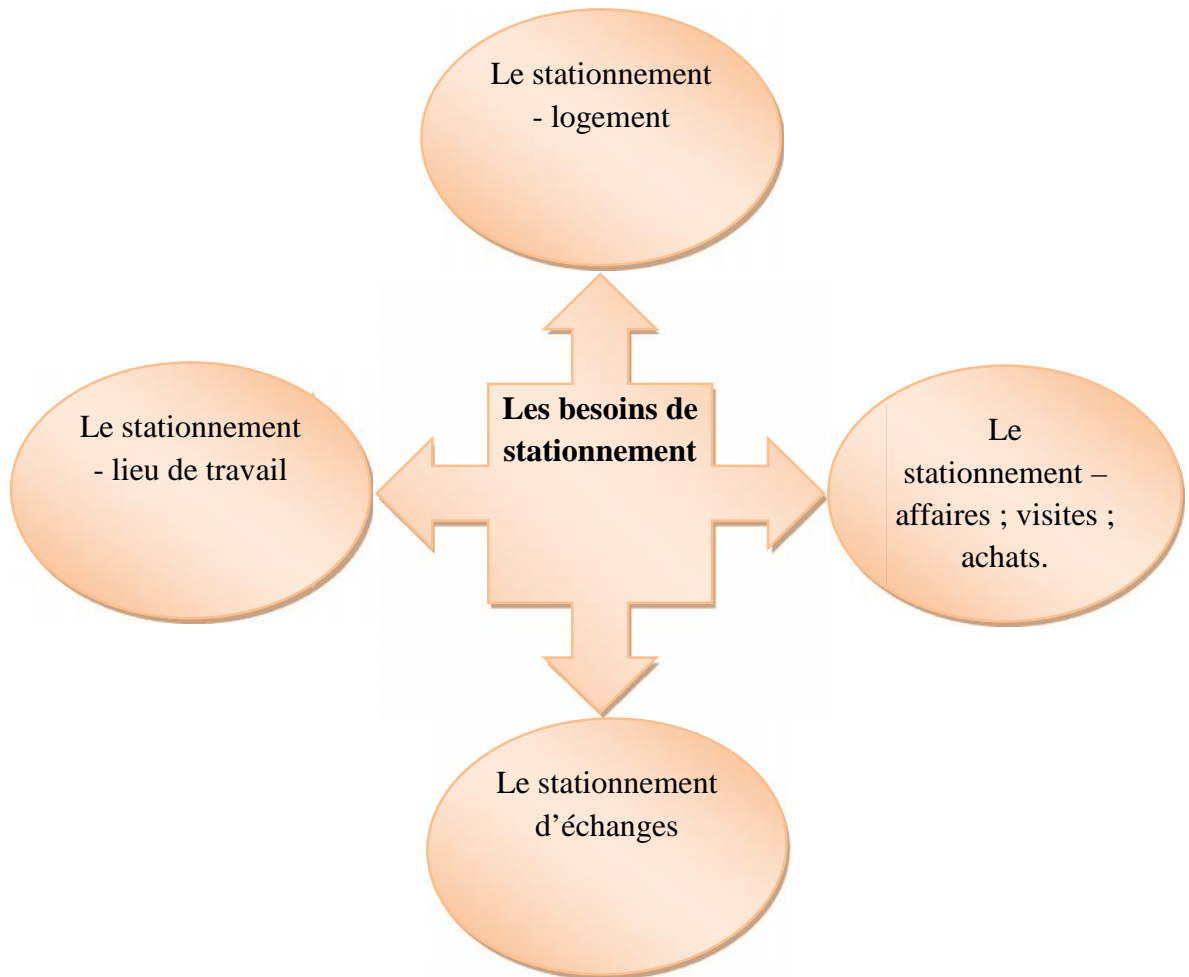 Le stationnement
- logement
Le stationnement
- lieu de travail
Les besoins de
stationnement
Le
stationnement –
affaires ; visites ;
achats.
Le stationnement
d’échanges